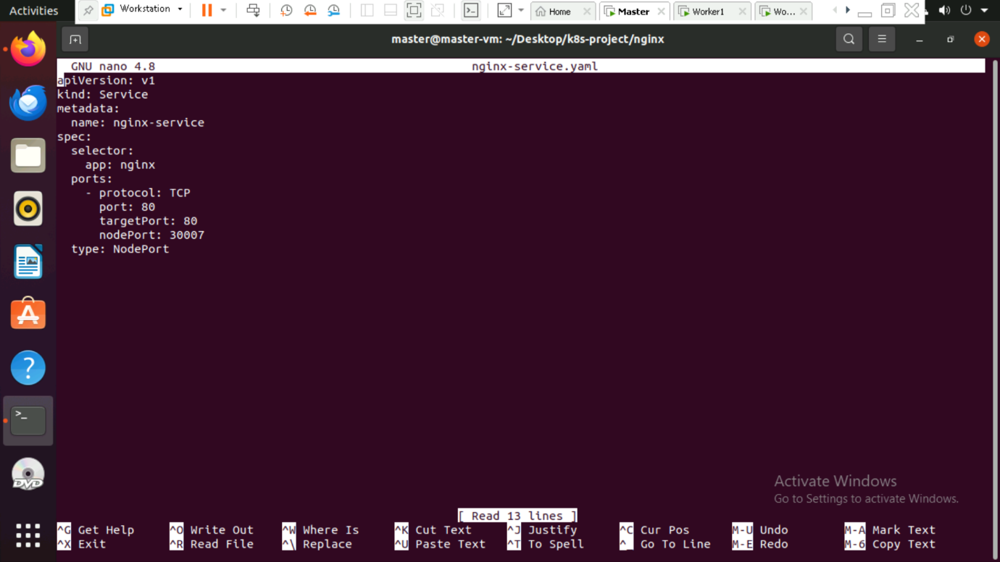 Activities
Workstation
Home
Master
Worker1
Wo...
master@master-vm: ~/Desktop/k8s-project/nginx
GNU nano 4.8 nginx-service.yaml
apiVersion: v1
kind: Service
metadata:
  name: nginx-service
spec:
  selector:
    app: nginx
  ports:
    - protocol: TCP
      port: 80
      targetPort: 80
      nodePort: 30007
  type: NodePort
Activate Windows
Go to Settings to activate Windows.
[ Read 13 lines ]
^G Get Help ^O Write Out ^W Where Is ^K Cut Text ^J Justify ^C Cur Pos M-U Undo M-A Mark Text
^X Exit ^R Read File ^\ Replace ^U Paste Text ^T To Spell ^_ Go To Line M-E Redo M-6 Copy Text
DVD